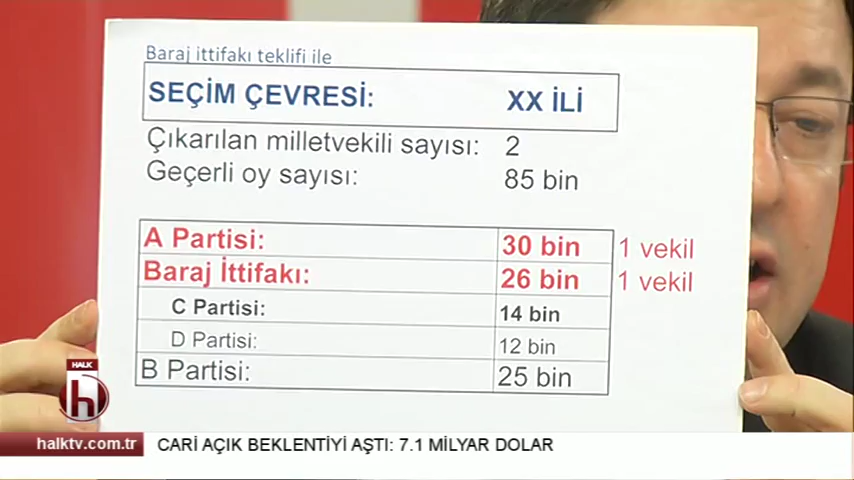 Baraj ittifakı teklifi ile
SEÇİM ÇEVRESİ: XX İLİ
Çıkarılan milletvekili sayısı: 2
Geçerli oy sayısı: 85 bin
A Partisi: 30 bin 1 vekil
Baraj İttifakı: 26 bin 1 vekil
C Partisi: 14 bin
D Partisi: 12 bin
B Partisi: 25 bin
HALK
h
halktv.com.tr CARİ AÇIK BEKLENTİYİ AŞTI: 7.1 MİLYAR DOLAR